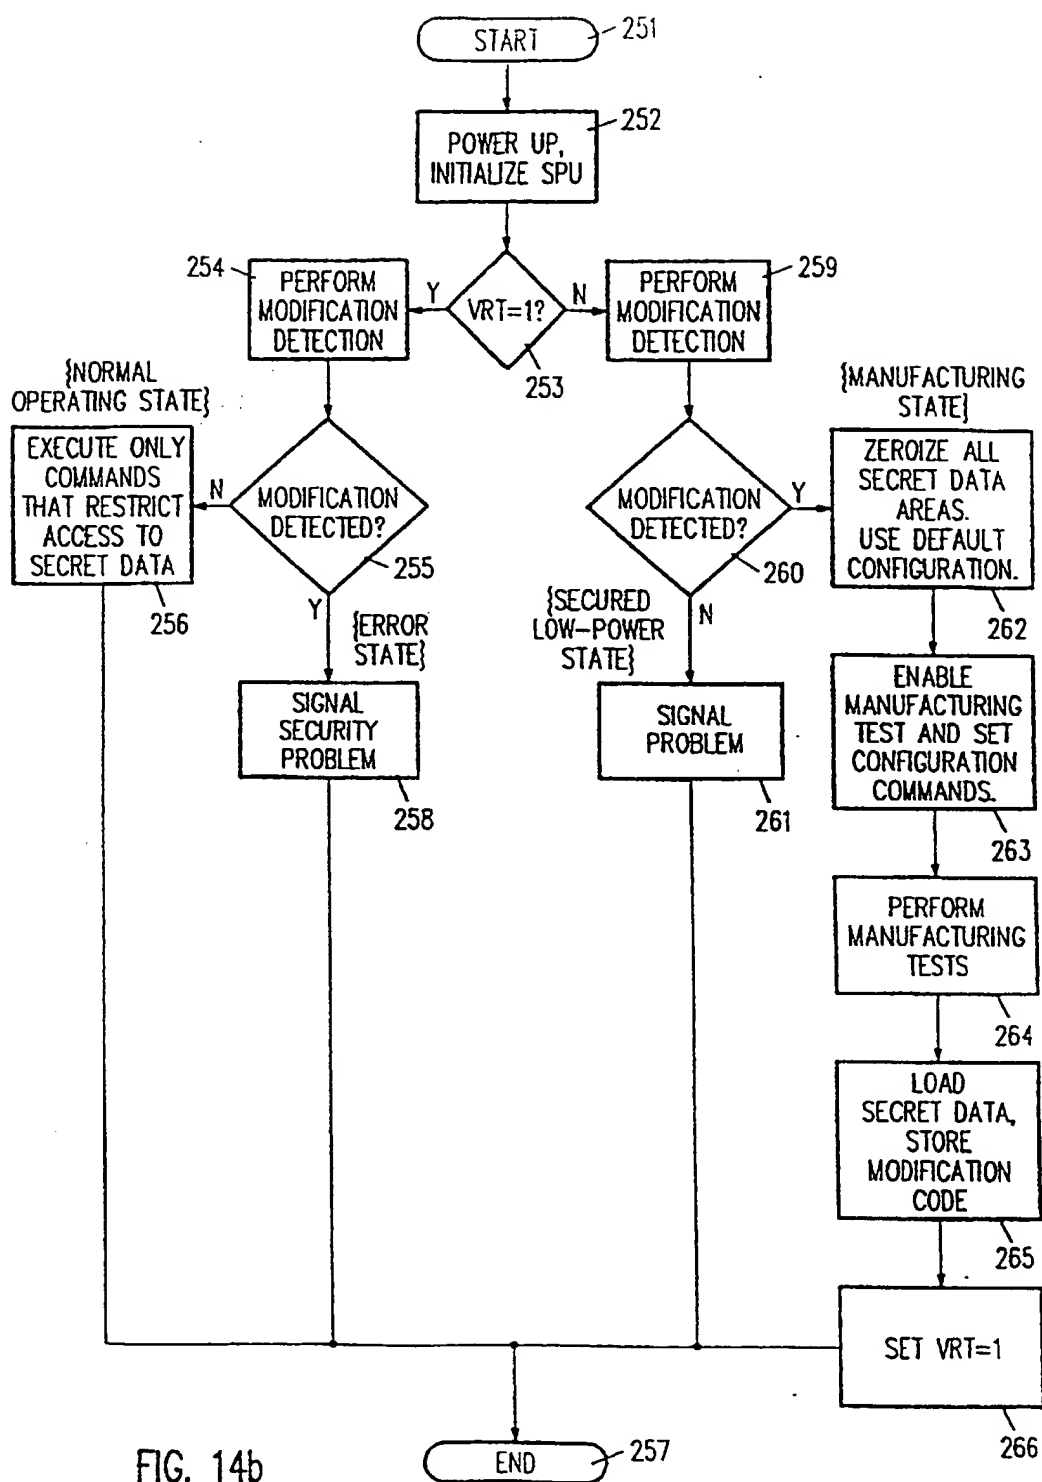 START
251
POWER UP,
INITIALIZE SPU
252
254
PERFORM
MODIFICATION
DETECTION
Y
VRT=1?
N
253
259
PERFORM
MODIFICATION
DETECTION
{NORMAL
OPERATING STATE}
EXECUTE ONLY
COMMANDS
THAT RESTRICT
ACCESS TO
SECRET DATA
256
N
MODIFICATION
DETECTED?
255
Y
{ERROR
STATE}
SIGNAL
SECURITY
PROBLEM
258
MODIFICATION
DETECTED?
260
Y
N
{SECURED
LOW-POWER
STATE}
SIGNAL
PROBLEM
261
{MANUFACTURING
STATE}
ZEROIZE ALL
SECRET DATA
AREAS.
USE DEFAULT
CONFIGURATION.
262
ENABLE
MANUFACTURING
TEST AND SET
CONFIGURATION
COMMANDS.
263
PERFORM
MANUFACTURING
TESTS
264
LOAD
SECRET DATA,
STORE
MODIFICATION
CODE
265
SET VRT=1
266
END
257
FIG. 14b